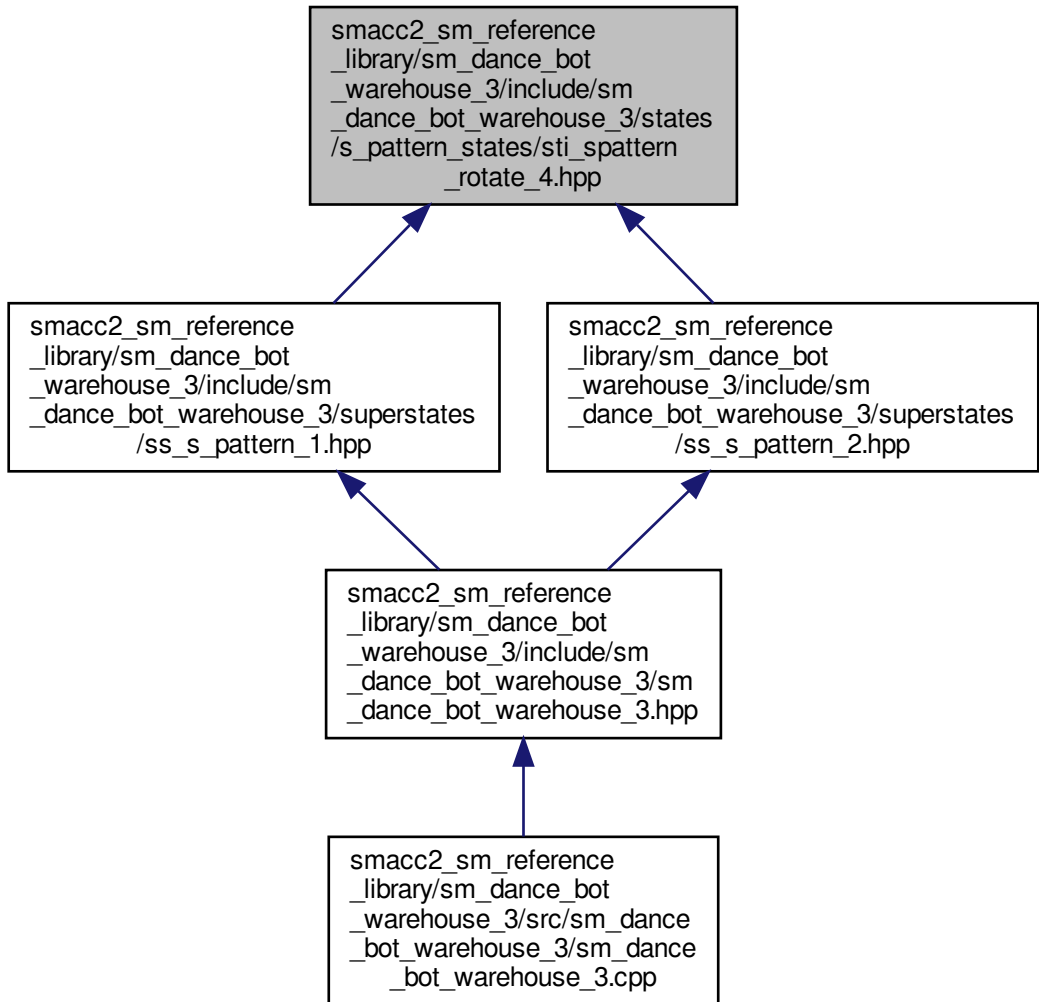 smacc2_sm_reference
_library/sm_dance_bot
_warehouse_3/include/sm
_dance_bot_warehouse_3/states
/s_pattern_states/sti_spattern
_rotate_4.hpp
smacc2_sm_reference
_library/sm_dance_bot
_warehouse_3/include/sm
_dance_bot_warehouse_3/superstates
/ss_s_pattern_1.hpp
smacc2_sm_reference
_library/sm_dance_bot
_warehouse_3/include/sm
_dance_bot_warehouse_3/superstates
/ss_s_pattern_2.hpp
smacc2_sm_reference
_library/sm_dance_bot
_warehouse_3/include/sm
_dance_bot_warehouse_3/sm
_dance_bot_warehouse_3.hpp
smacc2_sm_reference
_library/sm_dance_bot
_warehouse_3/src/sm_dance
_bot_warehouse_3/sm_dance
_bot_warehouse_3.cpp